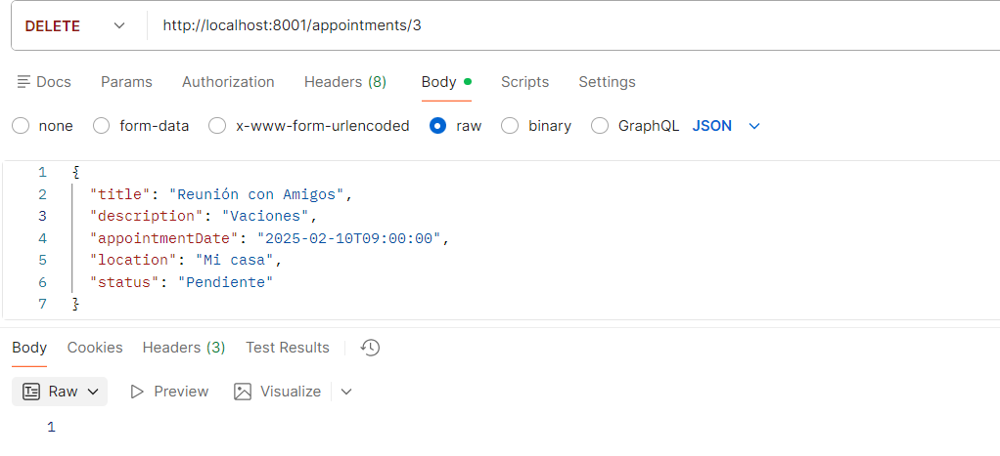 DELETE http://localhost:8001/appointments/3
Docs Params Authorization Headers (8) Body Scripts Settings
none form-data x-www-form-urlencoded raw binary GraphQL JSON
1 {
2 "title": "Reunión con Amigos",
3 "description": "Vaciones",
4 "appointmentDate": "2025-02-10T09:00:00",
5 "location": "Mi casa",
6 "status": "Pendiente"
7 }
Body Cookies Headers (3) Test Results
Raw Preview Visualize
1